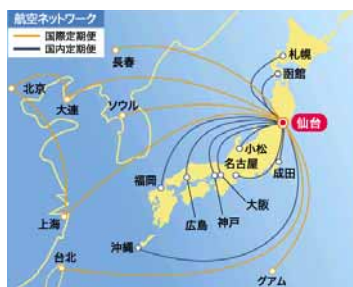 航空ネットワーク
国際定期便
国内定期便
長春
札幌
函館
北京
大連
ソウル
仙台
小松
名古屋
成田
福岡
大阪
神戸
広島
上海
沖縄
台北
グアム